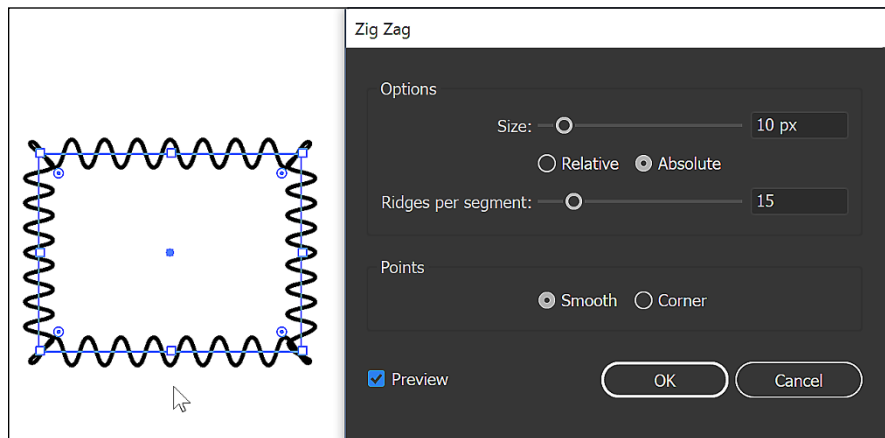 Zig Zag
Options
Size: 10 px
Relative Absolute
Ridges per segment: 15
Points
Smooth Corner
Preview OK Cancel